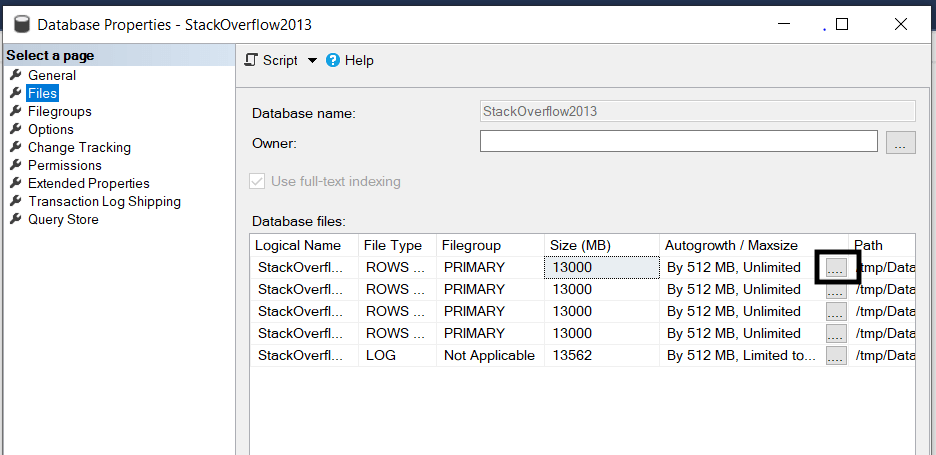 Database Properties - StackOverflow2013
Select a page
General
Files
Filegroups
Options
Change Tracking
Permissions
Extended Properties
Transaction Log Shipping
Query Store
Script Help
Database name: StackOverflow2013
Owner: ...
Use full-text indexing
Database files:
Logical Name File Type Filegroup Size (MB) Autogrowth / Maxsize Path
StackOverfl... ROWS ... PRIMARY 13000 By 512 MB, Unlimited .... /tmp/Data
StackOverfl... ROWS ... PRIMARY 13000 By 512 MB, Unlimited .... /tmp/Data
StackOverfl... ROWS ... PRIMARY 13000 By 512 MB, Unlimited .... /tmp/Data
StackOverfl... ROWS ... PRIMARY 13000 By 512 MB, Unlimited .... /tmp/Data
StackOverfl... LOG Not Applicable 13562 By 512 MB, Limited to... .... /tmp/Data